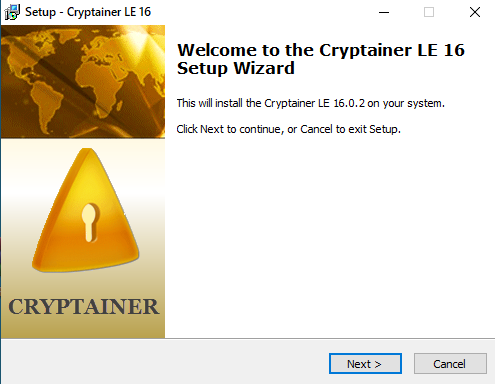 Setup - Cryptainer LE 16
Welcome to the Cryptainer LE 16
Setup Wizard
This will install the Cryptainer LE 16.0.2 on your system.
Click Next to continue, or Cancel to exit Setup.
CRYPTAINER
Next >
Cancel